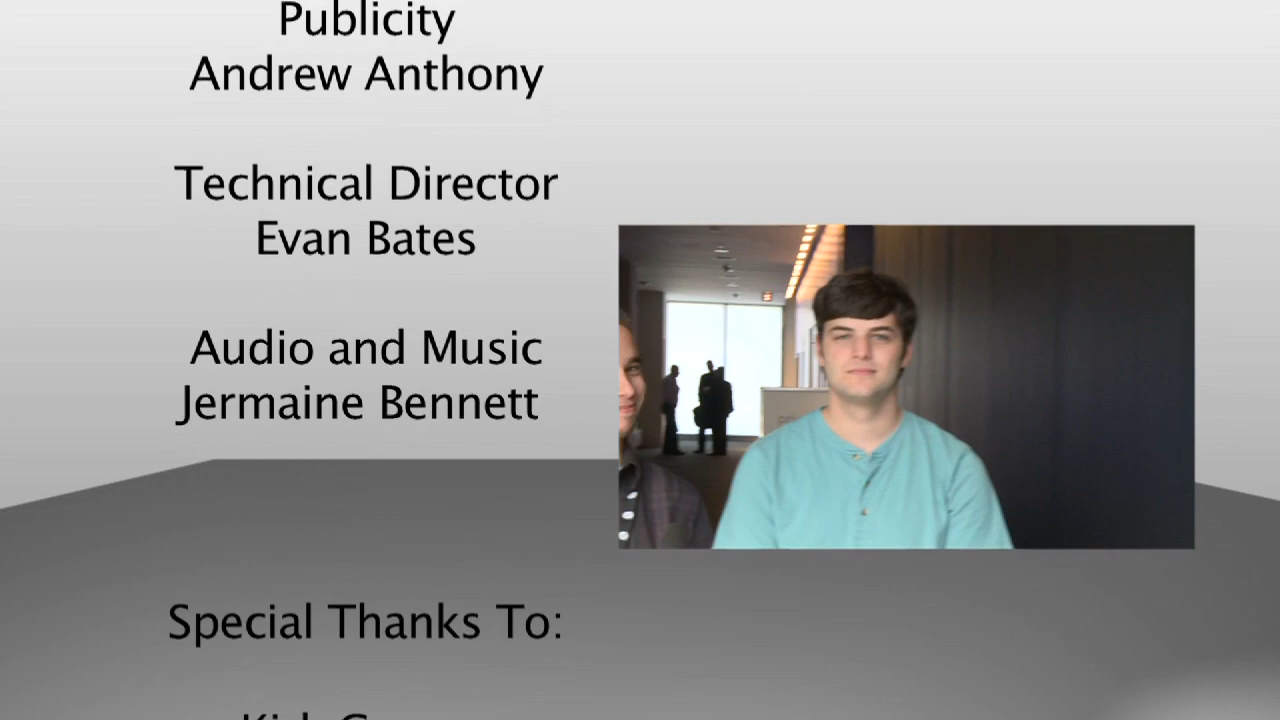 Publicity
Andrew Anthony
Technical Director
Evan Bates
Audio and Music
Jermaine Bennett
Special Thanks To: